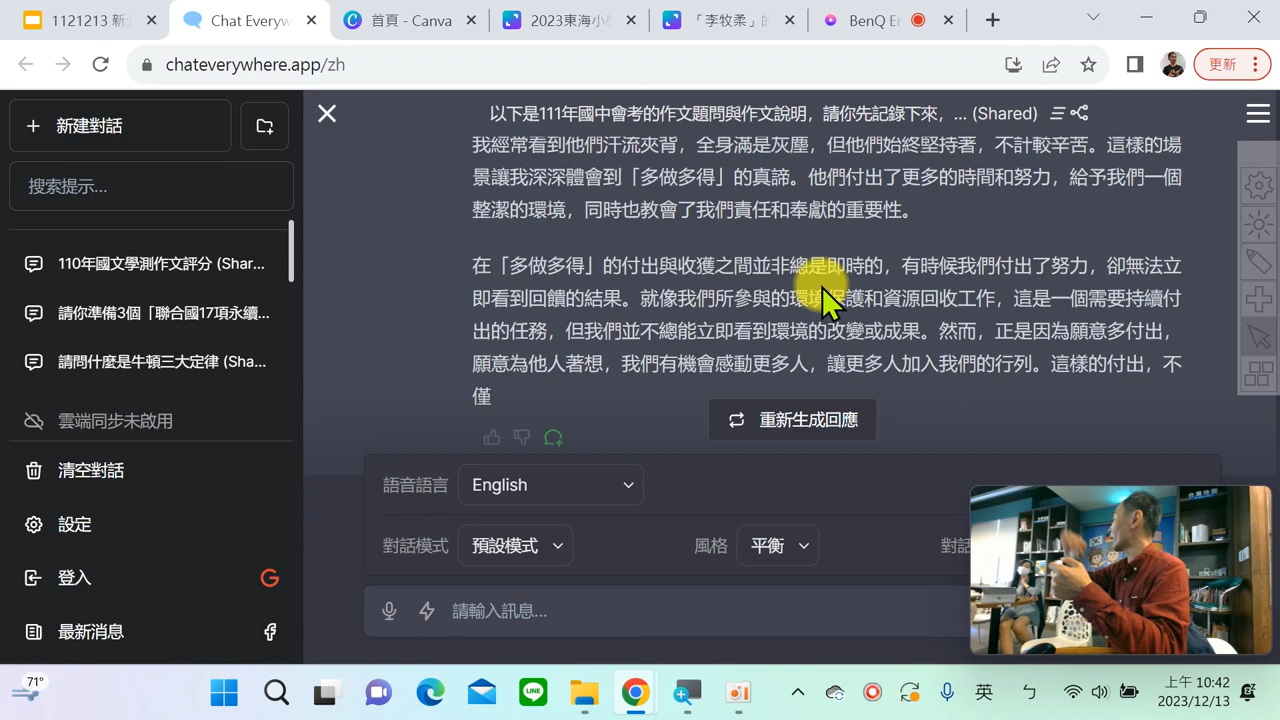 1121213 新
Chat Everyw
首頁 - Canva
2023東海小
「李牧柔」的
BenQ En
chateverywhere.app/zh
更新
新建對話
搜索提示...
110年國文學測作文評分 (Shar...
請你準備3個「聯合國17項永續...
請問什麼是牛頓三大定律 (Sha...
雲端同步未啟用
清空對話
設定
登入
最新消息
以下是111年國中會考的作文題問與作文說明，請你先記錄下來，... (Shared)
我經常看到他們汗流夾背，全身滿是灰塵，但他們始終堅持著，不計較辛苦。這樣的場
景讓我深深體會到「多做多得」的真諦。他們付出了更多的時間和努力，給予我們一個
整潔的環境，同時也教會了我們責任和奉獻的重要性。
在「多做多得」的付出與收獲之間並非總是即時的，有時候我們付出了努力，卻無法立
即看到回饋的結果。就像我們所參與的環境保護和資源回收工作，這是一個需要持續付
出的任務，但我們並不總能立即看到環境的改變或成果。然而，正是因為願意多付出，
願意為他人著想，我們有機會感動更多人，讓更多人加入我們的行列。這樣的付出，不
僅
重新生成回應
語音語言
English
對話模式
預設模式
風格
平衡
對話
請輸入訊息...
71°
LINE
英
ㄅ
上午 10:42
2023/12/13